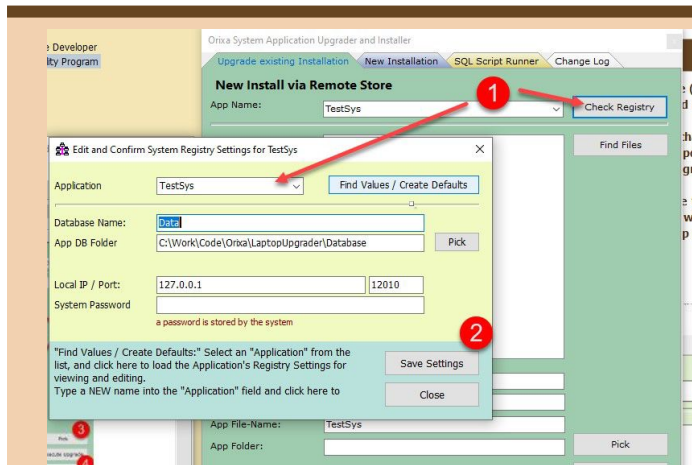 e Developer
lity Program
Orixa System Application Upgrader and Installer
Upgrade existing Installation
New Installation
SQL Script Runner
Change Log
New Install via Remote Store
App Name:
TestSys
1
Check Registry
Find Files
Edit and Confirm System Registry Settings for TestSys
Application
TestSys
Find Values / Create Defaults
Database Name:
Data
App DB Folder
C:\Work\Code\Orixa\LaptopUpgrader\Database
Pick
Local IP / Port:
127.0.0.1
12010
System Password
a password is stored by the system
2
"Find Values / Create Defaults:" Select an "Application" from the
list, and click here to load the Application's Registry Settings for
viewing and editing.
Type a NEW name into the "Application" field and click here to
Save Settings
Close
App File-Name:
TestSys
App Folder:
Pick
3
Pick
4